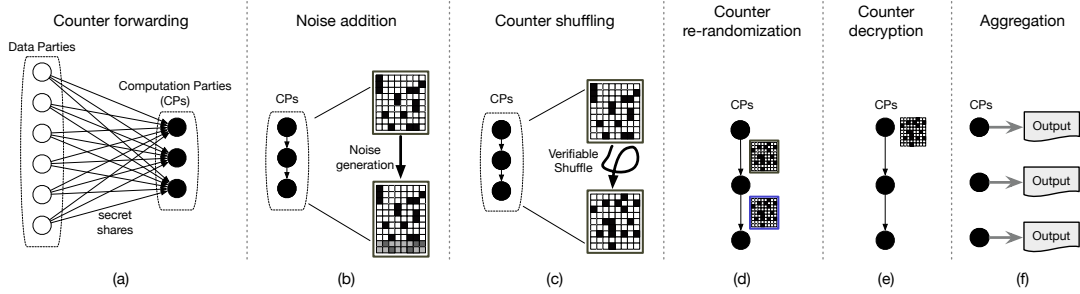 Counter forwarding
Data Parties
Computation Parties
(CPs)
secret
shares
(a)
Noise addition
CPs
Noise
generation
(b)
Counter shuffling
CPs
Verifiable
Shuffle
(c)
Counter
re-randomization
CPs
(d)
Counter
decryption
CPs
(e)
Aggregation
CPs
Output
Output
Output
(f)